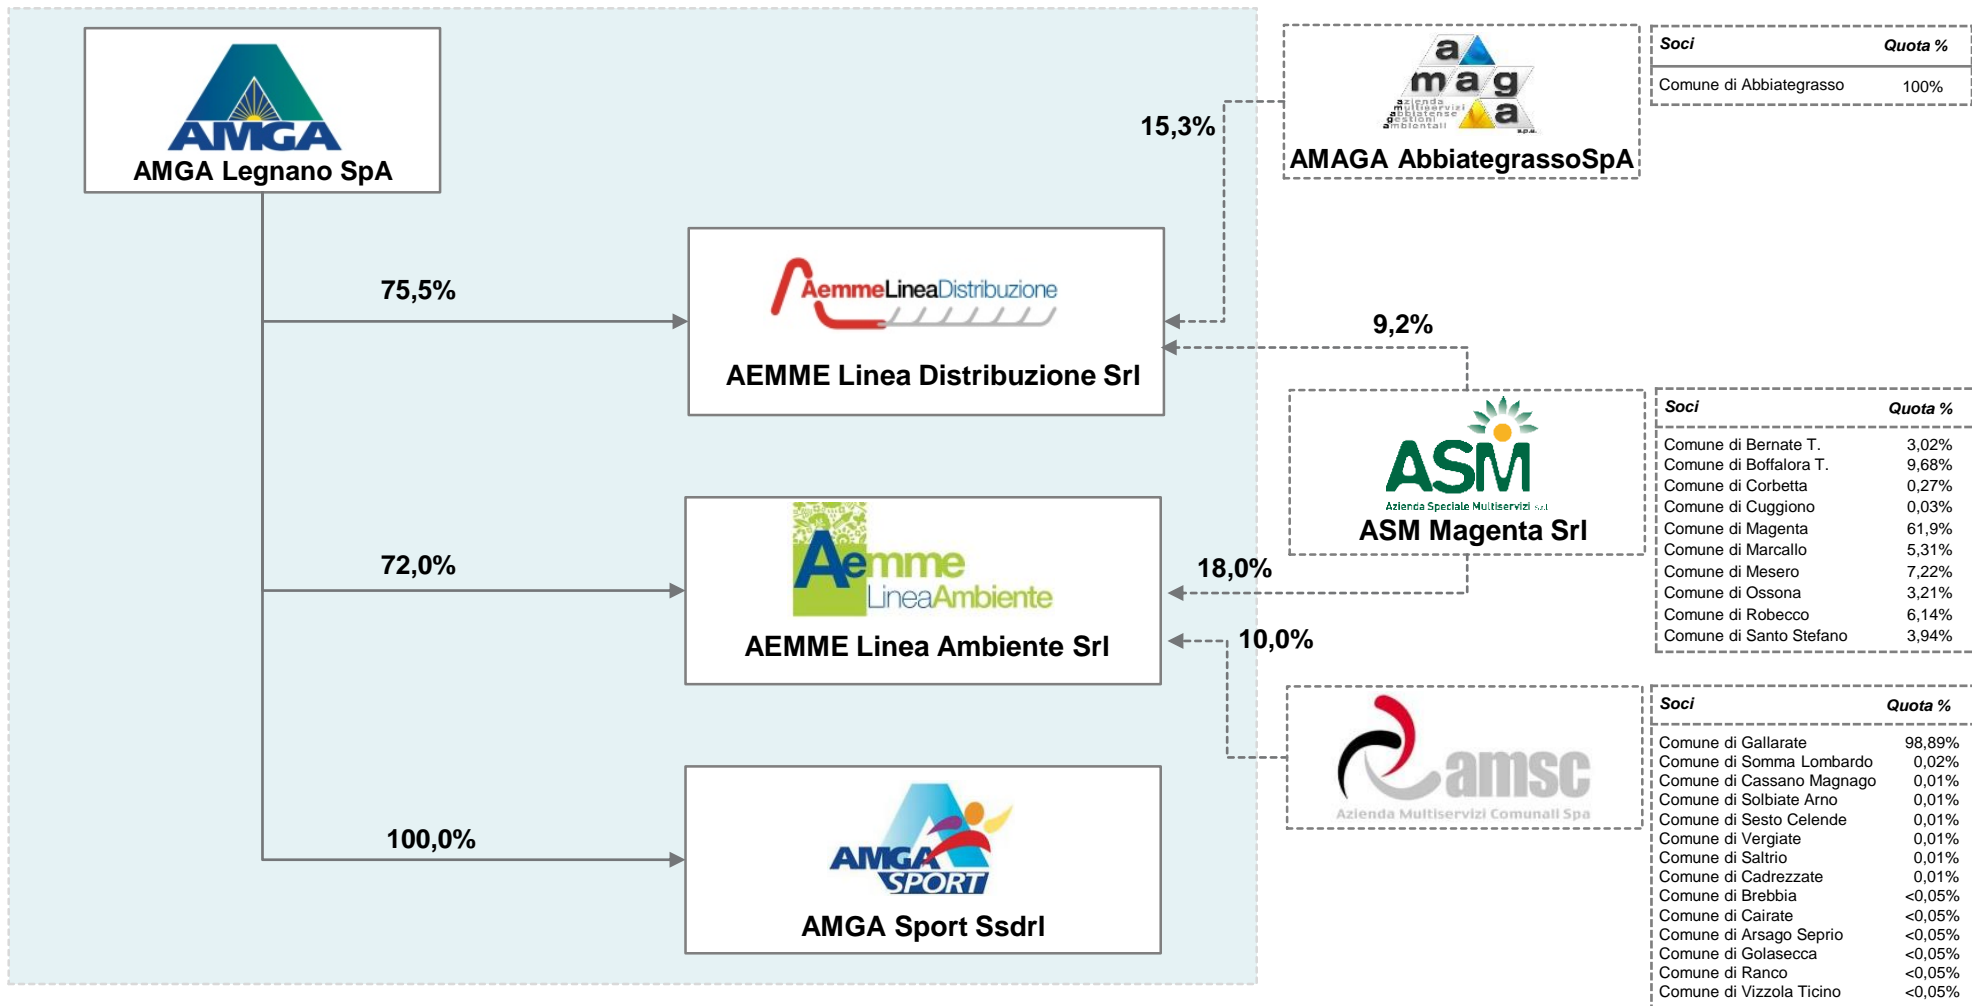 AMGA
AMGA Legnano SpA
75,5%
AemmeLineaDistribuzione
AEMME Linea Distribuzione Srl
72,0%
Aemme
LineaAmbiente
AEMME Linea Ambiente Srl
100,0%
AMGA
SPORT
AMGA Sport Ssdrl
15,3%
a
mag
azienda
multiservizi
abbiatense
gestioni
ambientali
a
s.p.a.
AMAGA AbbiategrassoSpA
Soci Quota %
Comune di Abbiategrasso 100%
9,2%
ASM
Azienda Speciale Multiservizi s.r.l
ASM Magenta Srl
18,0%
Soci Quota %
Comune di Bernate T. 3,02%
Comune di Boffalora T. 9,68%
Comune di Corbetta 0,27%
Comune di Cuggiono 0,03%
Comune di Magenta 61,9%
Comune di Marcallo 5,31%
Comune di Mesero 7,22%
Comune di Ossona 3,21%
Comune di Robecco 6,14%
Comune di Santo Stefano 3,94%
10,0%
amsc
Azienda Multiservizi Comunali Spa
Soci Quota %
Comune di Gallarate 98,89%
Comune di Somma Lombardo 0,02%
Comune di Cassano Magnago 0,01%
Comune di Solbiate Arno 0,01%
Comune di Sesto Celende 0,01%
Comune di Vergiate 0,01%
Comune di Saltrio 0,01%
Comune di Cadrezzate 0,01%
Comune di Brebbia <0,05%
Comune di Cairate <0,05%
Comune di Arsago Seprio <0,05%
Comune di Golasecca <0,05%
Comune di Ranco <0,05%
Comune di Vizzola Ticino <0,05%